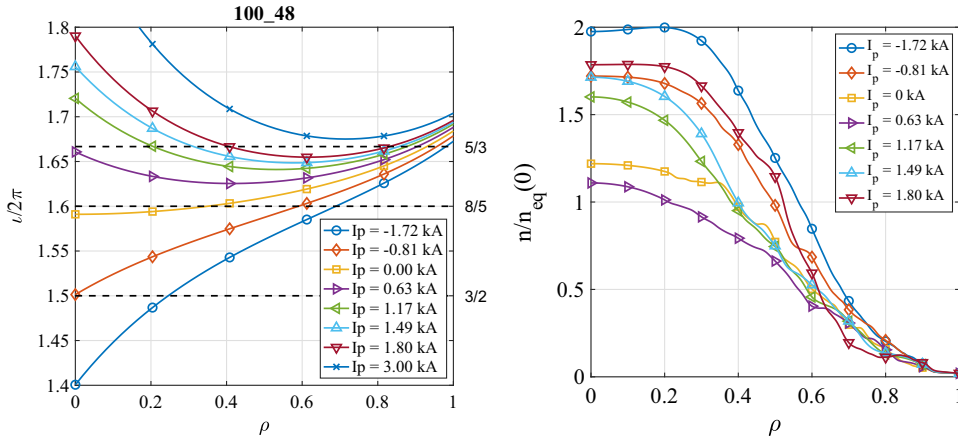 100_48
ι/2π
1.8
1.75
1.7
1.65
1.6
1.55
1.5
1.45
1.4
5/3
8/5
3/2
Ip = -1.72 kA
Ip = -0.81 kA
Ip = 0.00 kA
Ip = 0.63 kA
Ip = 1.17 kA
Ip = 1.49 kA
Ip = 1.80 kA
Ip = 3.00 kA
0 0.2 0.4 0.6 0.8 1
ρ
n/n_eq(0)
2
1.5
1
0.5
0
I_p = -1.72 kA
I_p = -0.81 kA
I_p = 0 kA
I_p = 0.63 kA
I_p = 1.17 kA
I_p = 1.49 kA
I_p = 1.80 kA
0 0.2 0.4 0.6 0.8 1
ρ